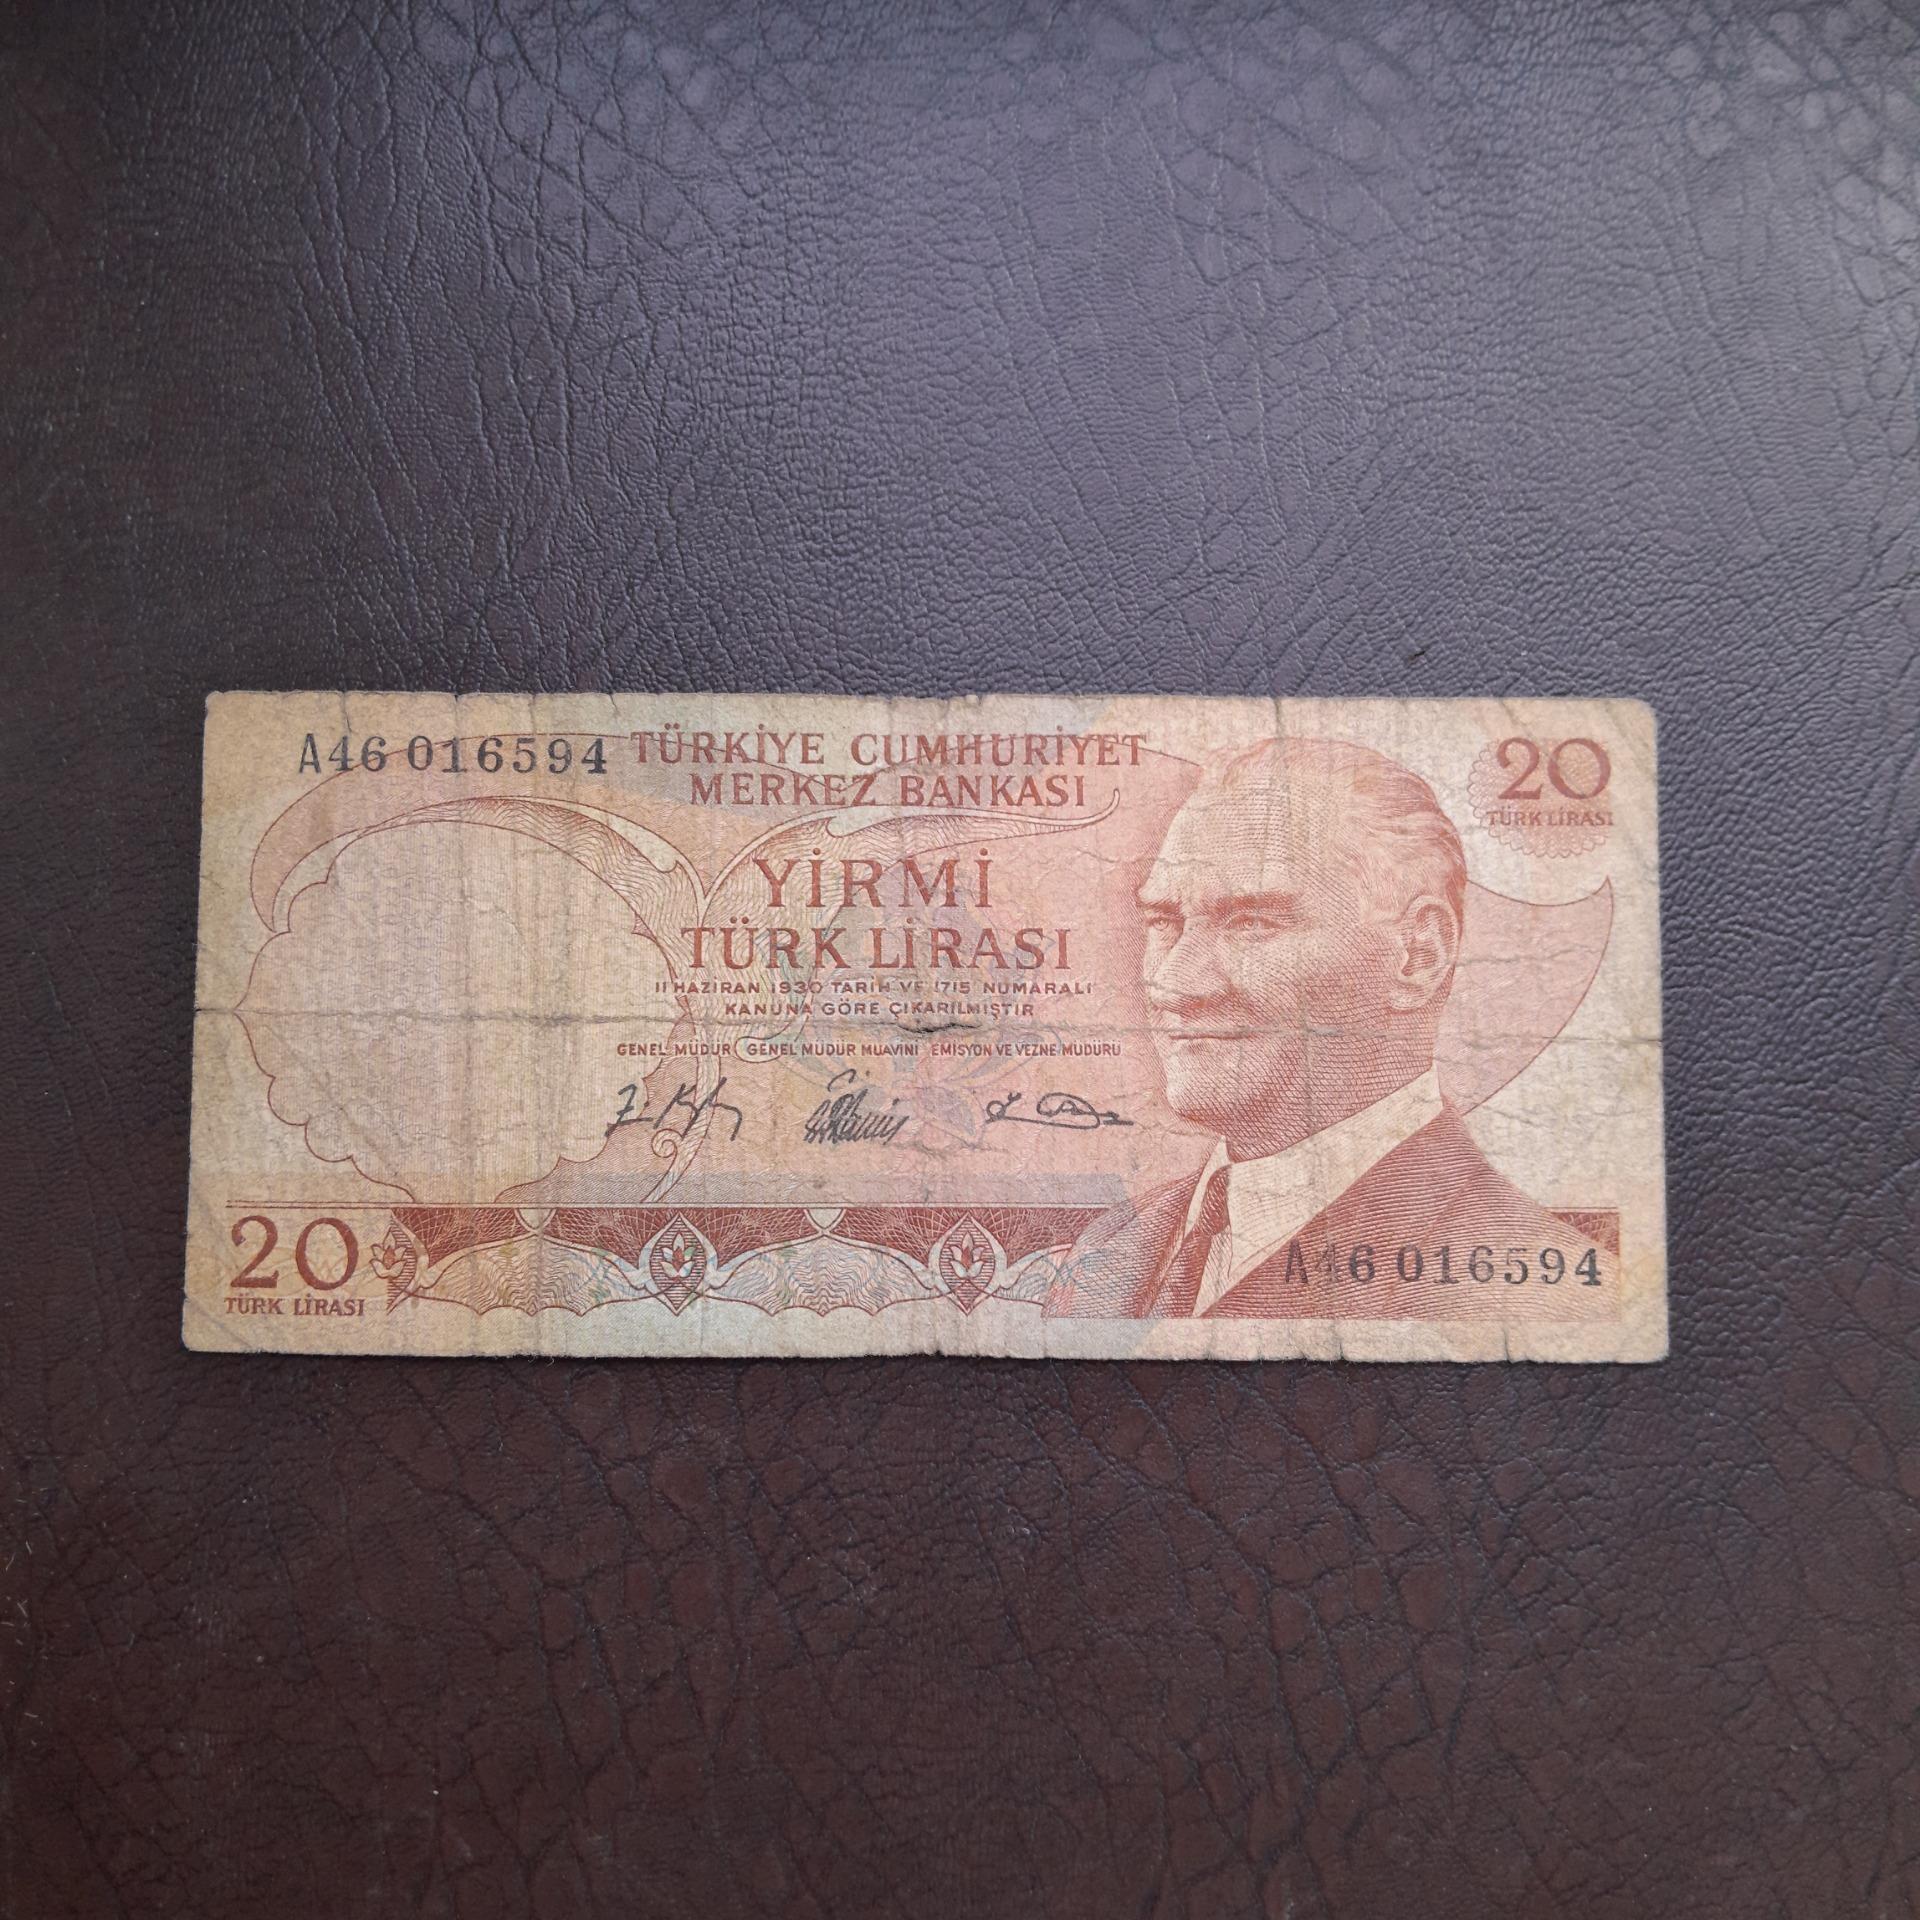 A46 016594
TÜRKİYE CUMHURİYET
MERKEZ BANKASI
20
TÜRK LİRASI
YİRMİ
TÜRK LİRASI
11 HAZİRAN 1930 TARİH VE 1715 NUMARALI
KANUNA GÖRE ÇIKARILMIŞTIR
GENEL MÜDÜR GENEL MÜDÜR MUAVİNİ EMİSYON VE VEZNE MÜDÜRÜ
20
TÜRK LİRASI
A46 016594